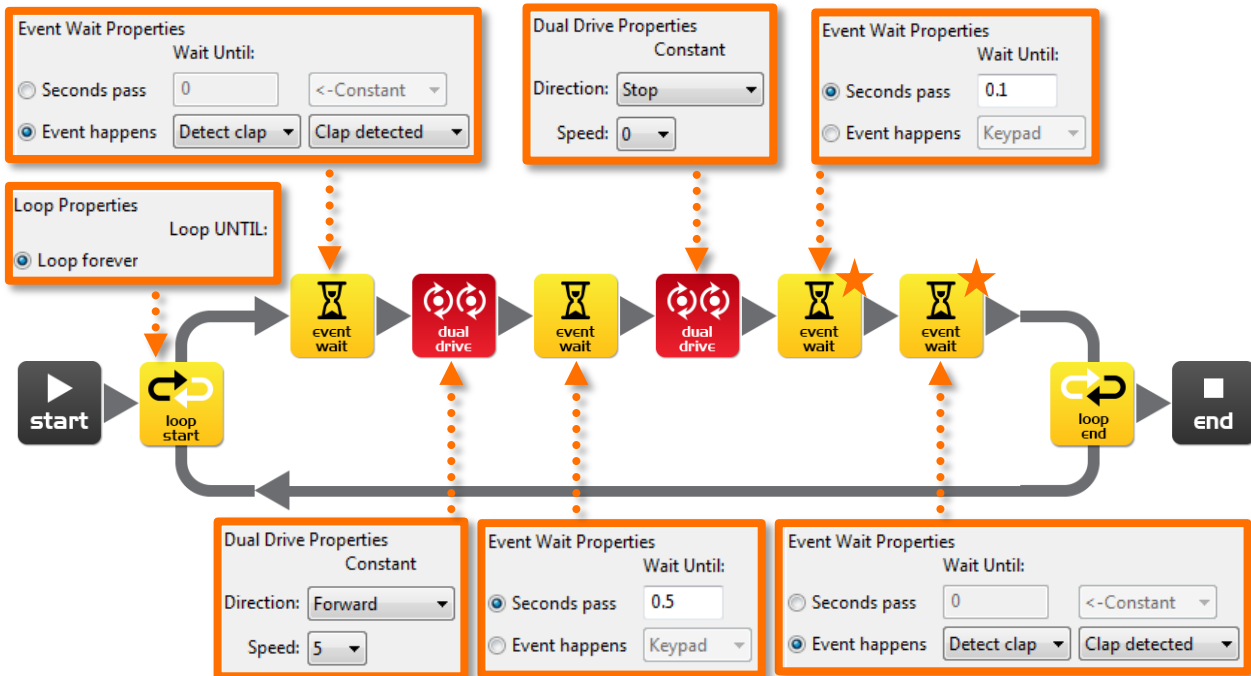 Event Wait Properties
Wait Until:
Seconds pass 0 <-Constant
Event happens Detect clap Clap detected
Dual Drive Properties
Constant
Direction: Stop
Speed: 0
Event Wait Properties
Wait Until:
Seconds pass 0.1
Event happens Keypad
Loop Properties
Loop UNTIL:
Loop forever
start
loop
start
event
wait
dual
drive
event
wait
dual
drive
event
wait
event
wait
loop
end
end
Dual Drive Properties
Constant
Direction: Forward
Speed: 5
Event Wait Properties
Wait Until:
Seconds pass 0.5
Event happens Keypad
Event Wait Properties
Wait Until:
Seconds pass 0 <-Constant
Event happens Detect clap Clap detected